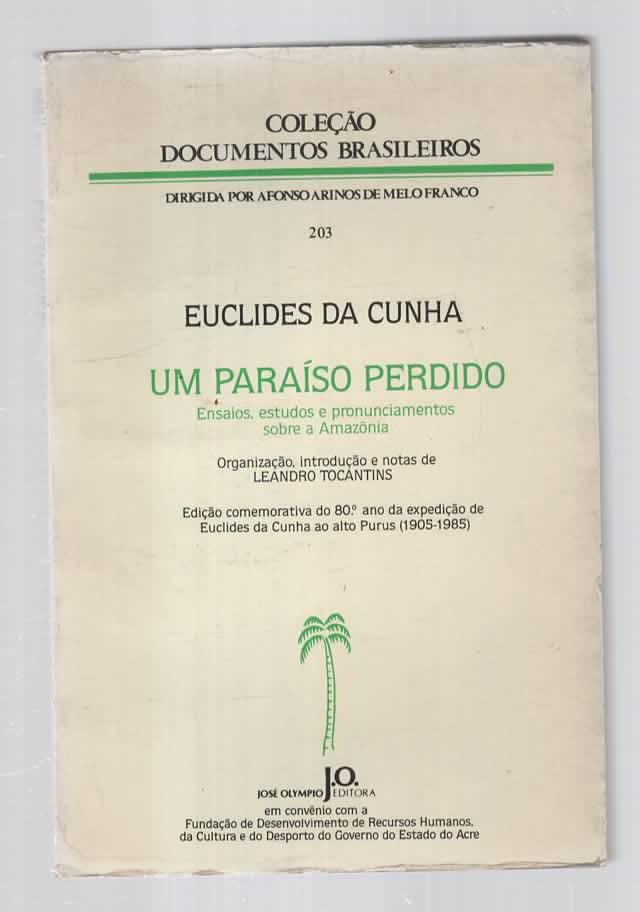 COLEÇÃO
DOCUMENTOS BRASILEIROS
DIRIGIDA POR AFONSO ARINOS DE MELO FRANCO
203
EUCLIDES DA CUNHA
UM PARAÍSO PERDIDO
Ensaios, estudos e pronunciamentos
sobre a Amazônia
Organização, introdução e notas de
LEANDRO TOCANTINS
Edição comemorativa do 80.º ano da expedição de
Euclides da Cunha ao alto Purus (1905-1985)
J.O.
JOSÉ OLYMPIO EDITORA
em convênio com a
Fundação de Desenvolvimento de Recursos Humanos,
da Cultura e do Desporto do Governo do Estado do Acre